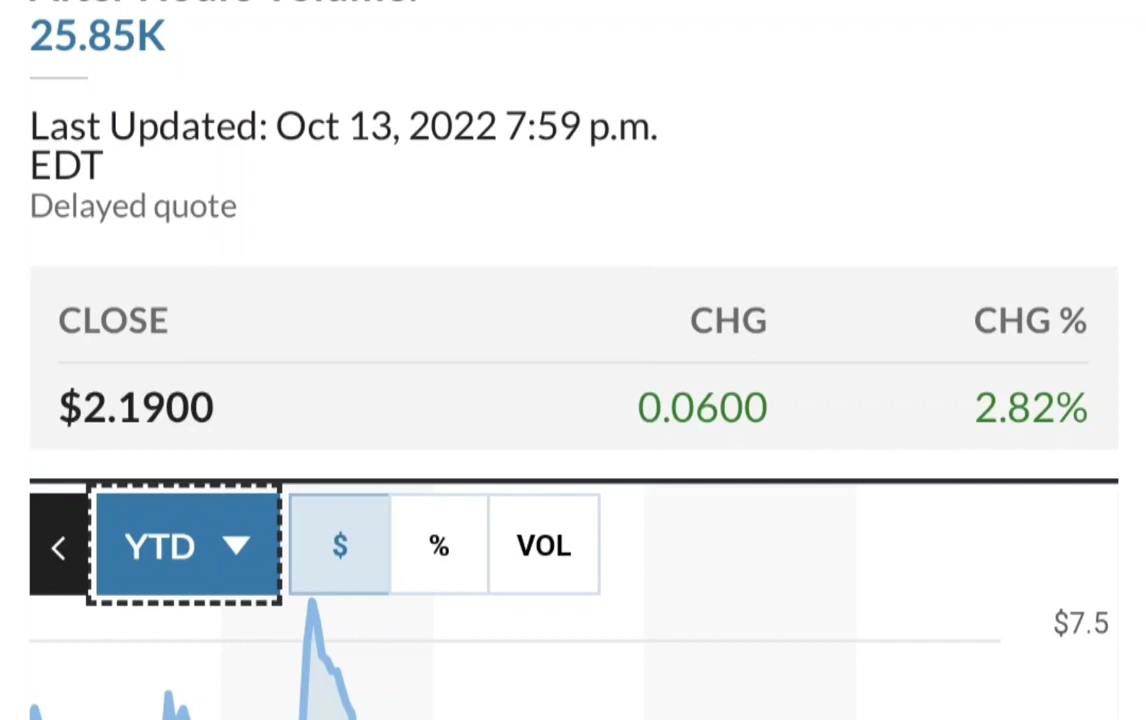 25.85K
Last Updated: Oct 13, 2022 7:59 p.m.
EDT
Delayed quote
CLOSE CHG CHG %
$2.1900 0.0600 2.82%
YTD $ % VOL
$7.5